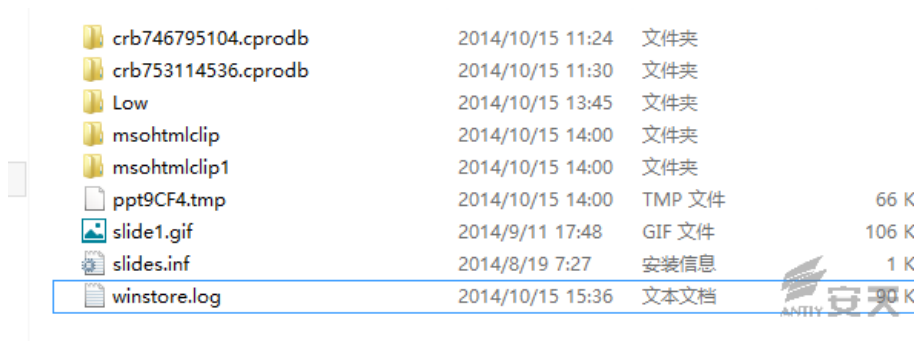 crb746795104.cprodb 2014/10/15 11:24 文件夹
crb753114536.cprodb 2014/10/15 11:30 文件夹
Low 2014/10/15 13:45 文件夹
msohtmlclip 2014/10/15 14:00 文件夹
msohtmlclip1 2014/10/15 14:00 文件夹
ppt9CF4.tmp 2014/10/15 14:00 TMP 文件 66 K
slide1.gif 2014/9/11 17:48 GIF 文件 106 K
slides.inf 2014/8/19 7:27 安装信息 1 K
winstore.log 2014/10/15 15:36 文本文档 90 K
ANTIY 安天